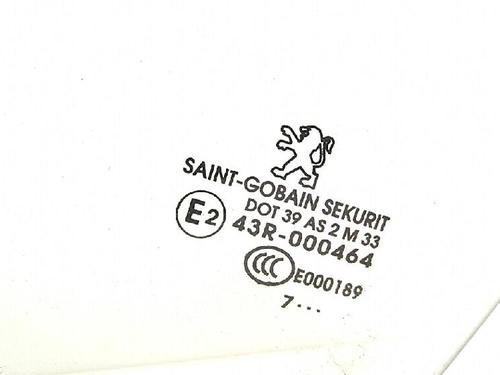 SAINT-GOBAIN SEKURIT
DOT 39 AS 2 M 33
E2 43R-000464
CCC E000189
7...